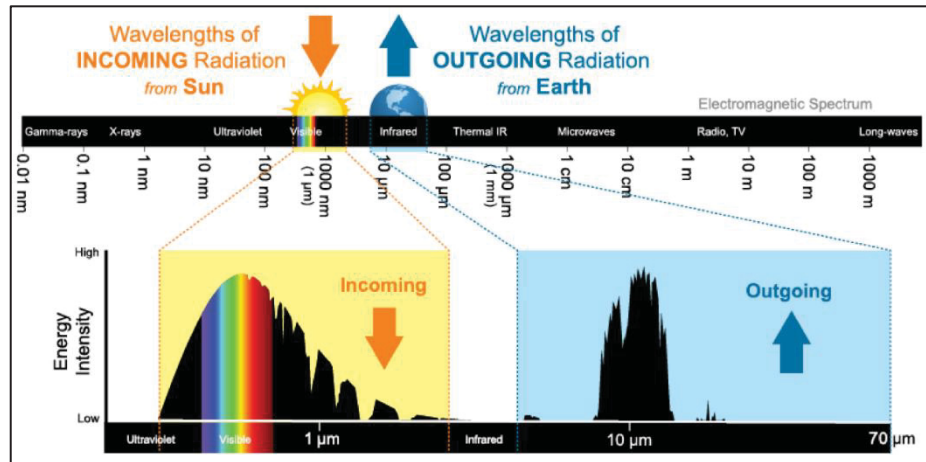 Wavelengths of
INCOMING Radiation
from Sun
Wavelengths of
OUTGOING Radiation
from Earth
Electromagnetic Spectrum
Gamma-rays X-rays Ultraviolet Visible Infrared Thermal IR Microwaves Radio, TV Long-waves
0.01 nm
0.1 nm
1 nm
10 nm
100 nm
1000 nm
(1 µm)
10 µm
100 µm
1000 µm
(1 mm)
1 cm
10 cm
1 m
10 m
100 m
1000 m
High
Energy
Intensity
Low
Incoming
Outgoing
Ultraviolet Visible 1 µm Infrared 10 µm 70 µm